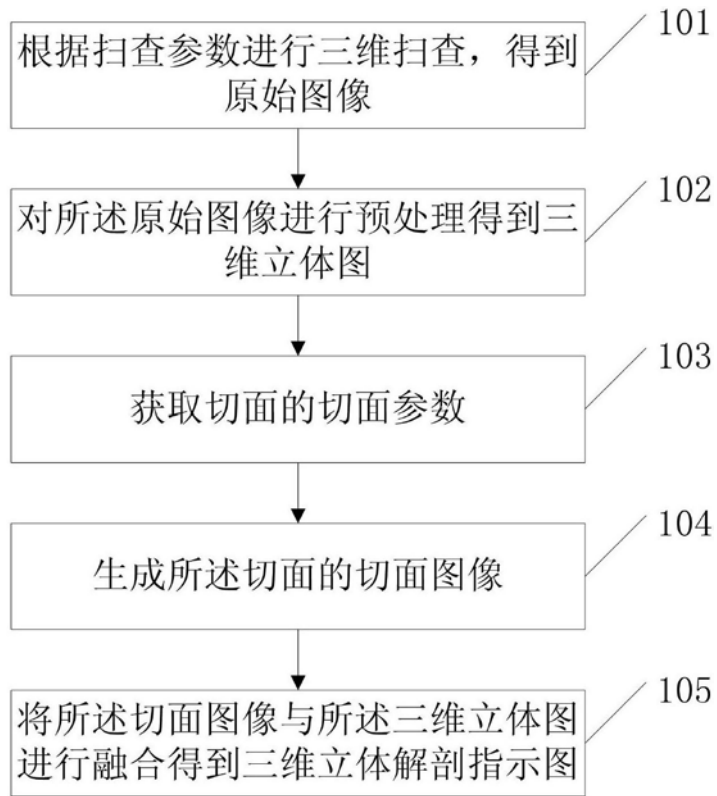 101
根据扫查参数进行三维扫查，得到
原始图像
102
对所述原始图像进行预处理得到三
维立体图
103
获取切面的切面参数
104
生成所述切面的切面图像
105
将所述切面图像与所述三维立体图
进行融合得到三维立体解剖指示图